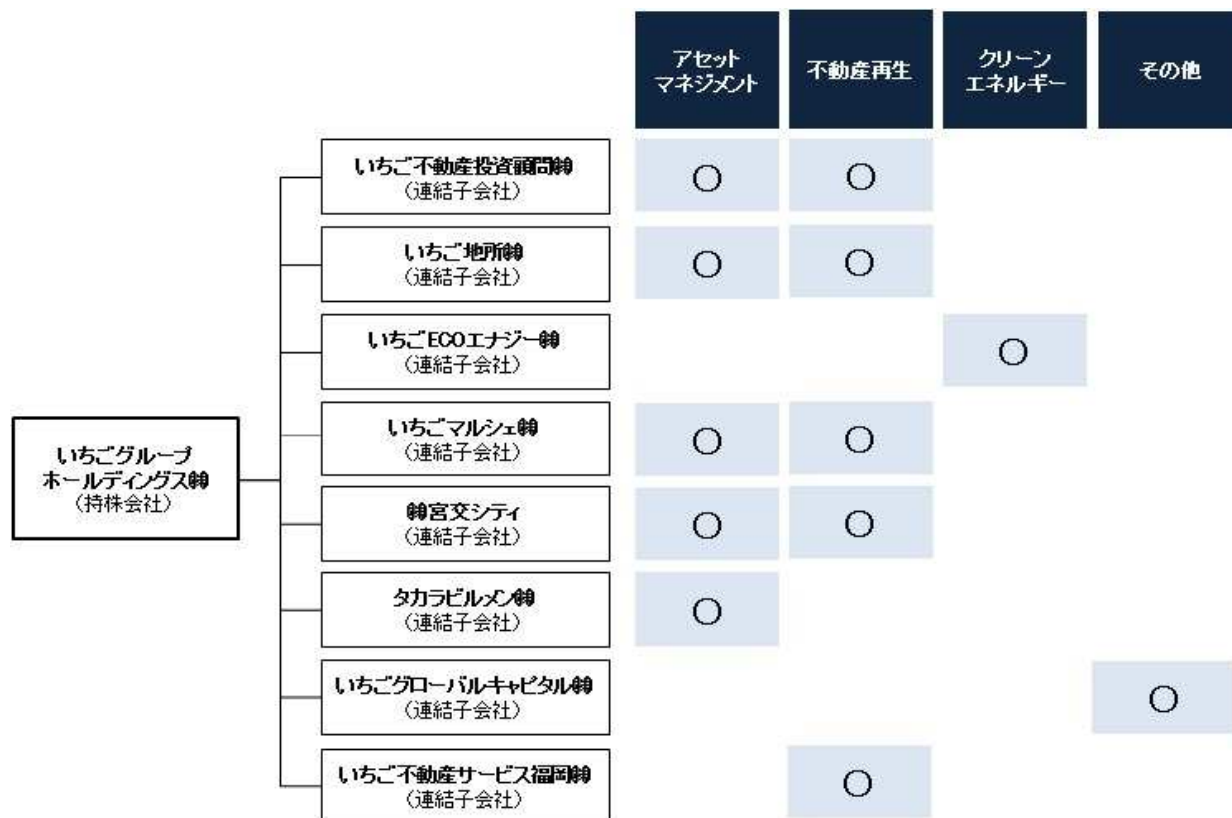 アセット
マネジメント
不動産再生
クリーン
エネルギー
その他
いちご不動産投資顧問㈱
(連結子会社)
○
○
いちご地所㈱
(連結子会社)
○
○
いちごECOエナジー㈱
(連結子会社)
○
いちごグループ
ホールディングス㈱
(持株会社)
いちごマルシェ㈱
(連結子会社)
○
○
㈱宮交シティ
(連結子会社)
○
○
タカラビルメン㈱
(連結子会社)
○
いちごグローバルキャピタル㈱
(連結子会社)
○
いちご不動産サービス福岡㈱
(連結子会社)
○